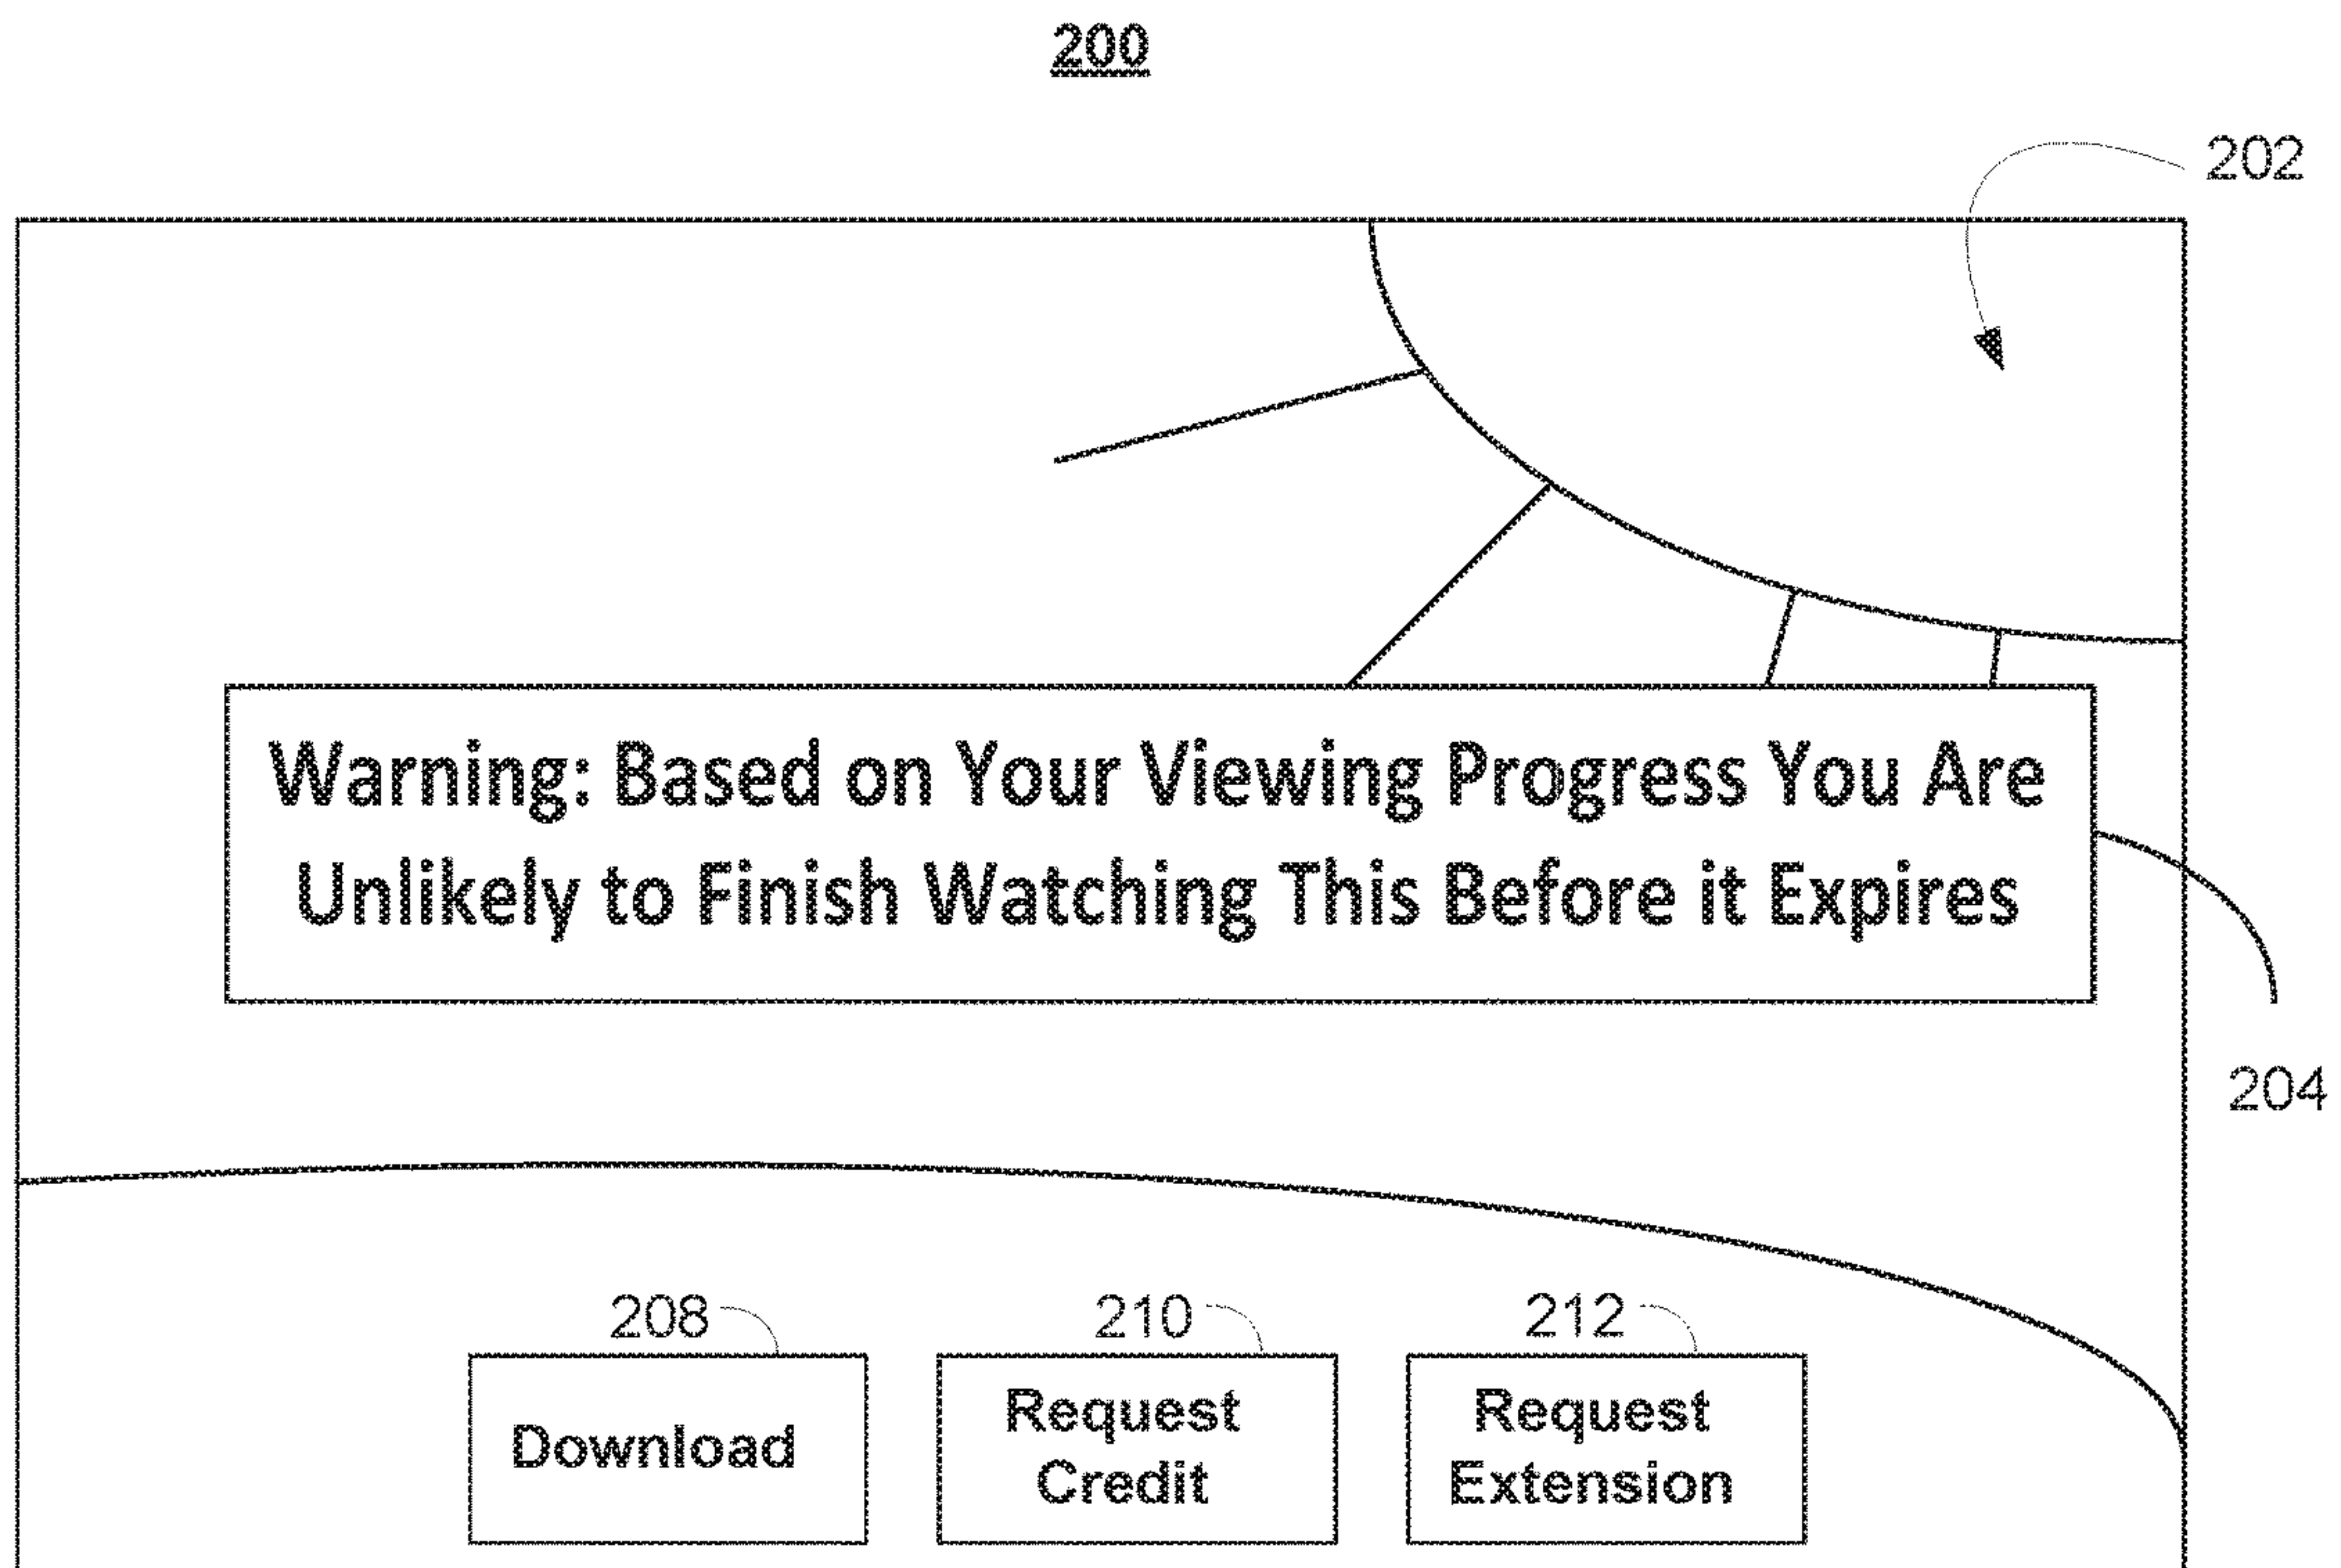 200
202
Warning: Based on Your Viewing Progress You Are
Unlikely to Finish Watching This Before it Expires
204
208
210
212
Download
Request
Credit
Request
Extension